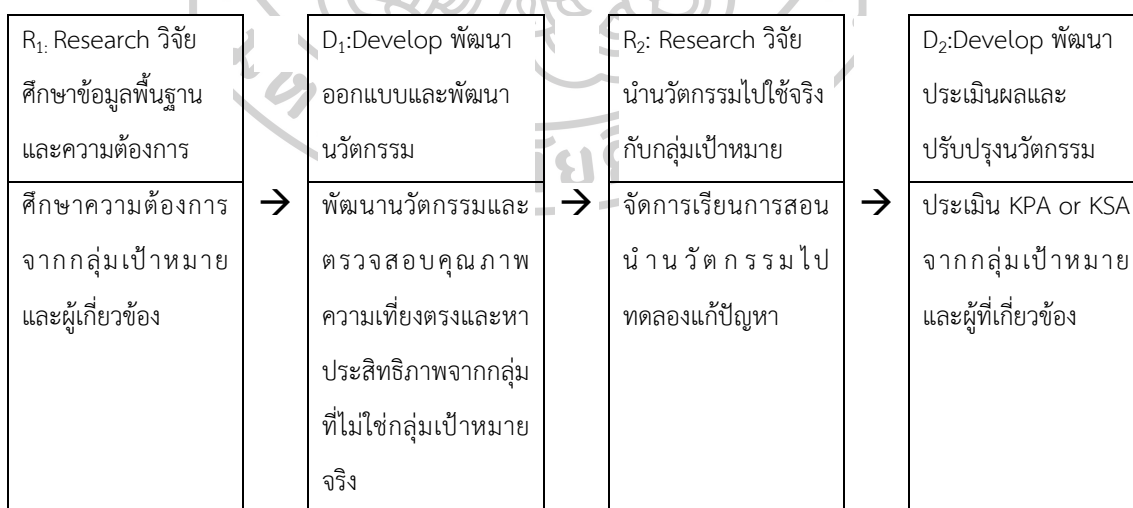 R₁: Research วิจัย
ศึกษาข้อมูลพื้นฐาน
และความต้องการ
ศึกษาความต้องการ
จากกลุ่มเป้าหมาย
และผู้เกี่ยวข้อง
→
D₁:Develop พัฒนา
ออกแบบและพัฒนา
นวัตกรรม
พัฒนานวัตกรรมและ
ตรวจสอบคุณภาพ
ความเที่ยงตรงและหา
ประสิทธิภาพจากกลุ่ม
ที่ไม่ใช่กลุ่มเป้าหมาย
จริง
→
R₂: Research วิจัย
นำนวัตกรรมไปใช้จริง
กับกลุ่มเป้าหมาย
จัดการเรียนการสอน
นำนวัตกรรมไป
ทดลองแก้ปัญหา
→
D₂:Develop พัฒนา
ประเมินผลและ
ปรับปรุงนวัตกรรม
ประเมิน KPA or KSA
จากกลุ่มเป้าหมาย
และผู้ที่เกี่ยวข้อง